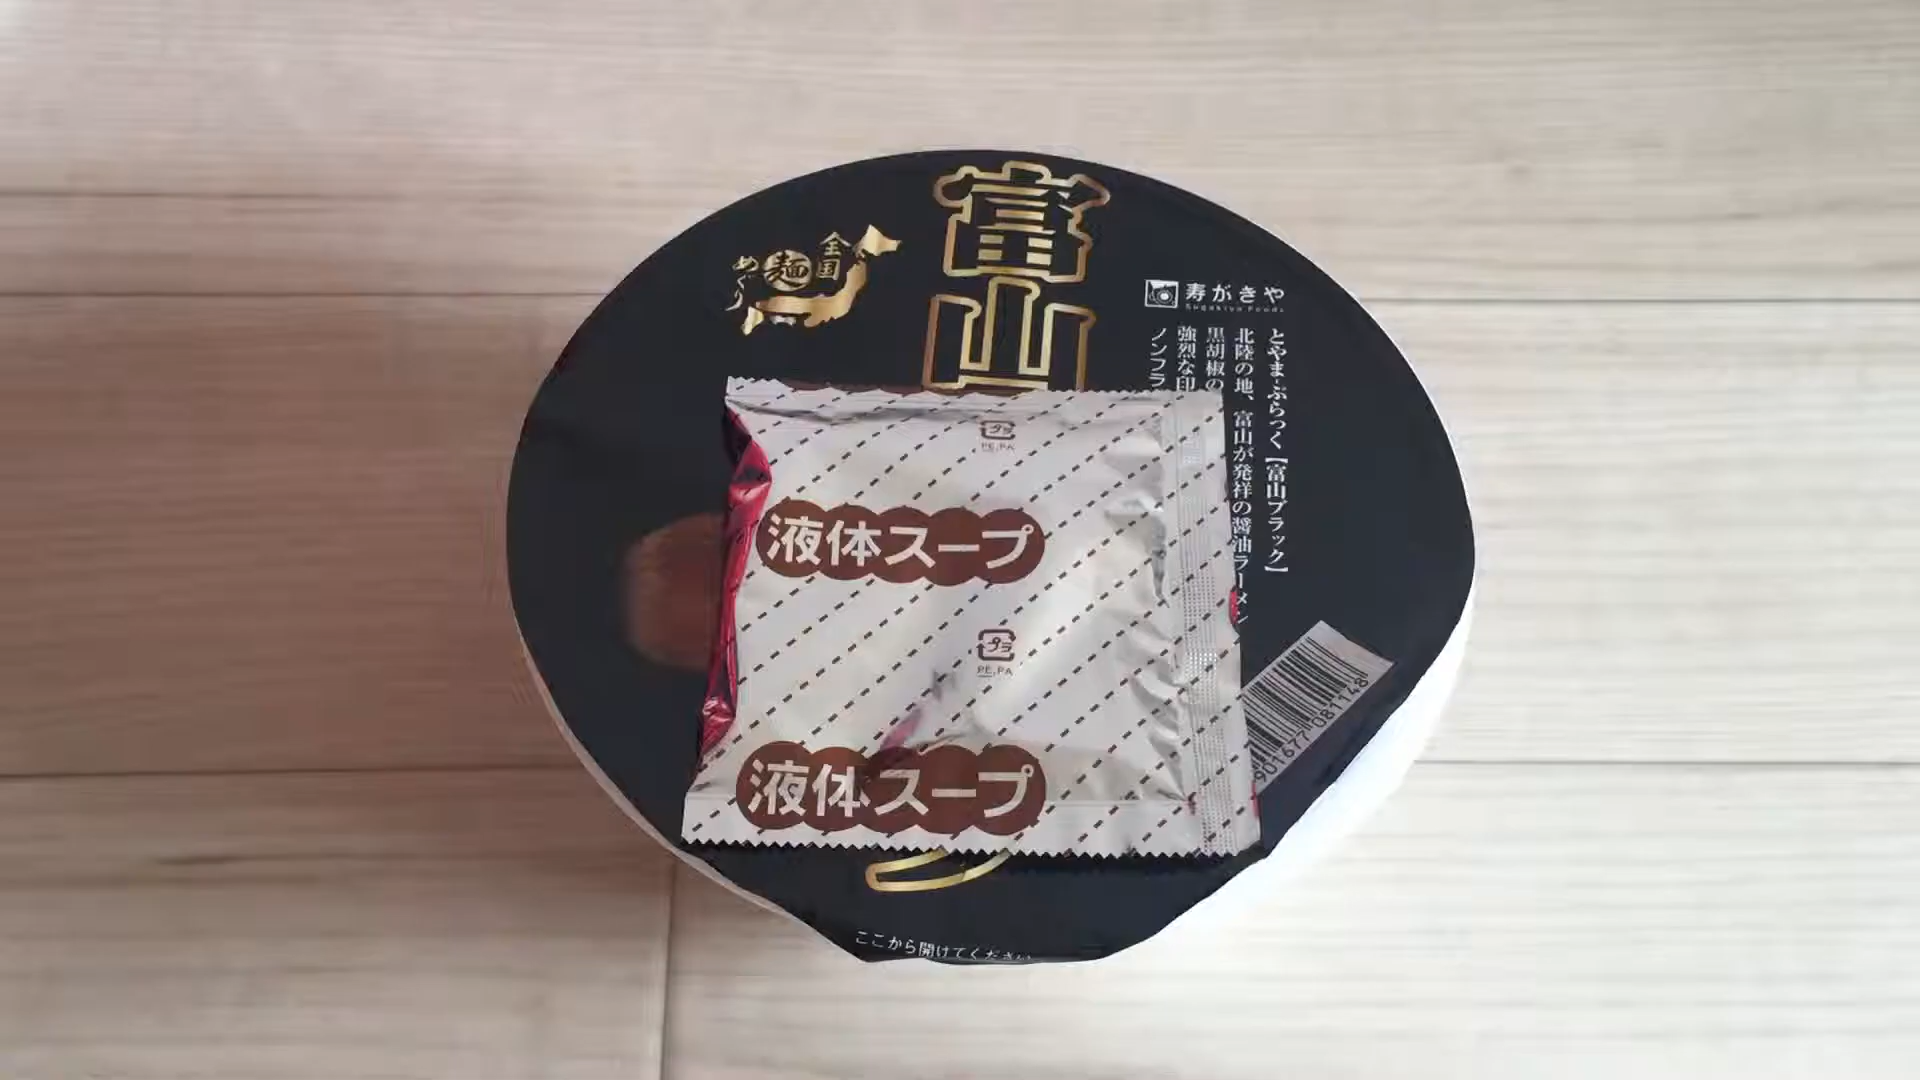 富山
全国
麺
めぐり
寿がきや
Sugakiya Foods
とやま-ぶらっく【富山ブラック】
北陸の地、富山が発祥の醤油ラーメン
黒胡椒の
強烈な印
ノンフラ
プラ
PE,PA
液体スープ
プラ
PE,PA
液体スープ
901677 081148
ここから開けてください